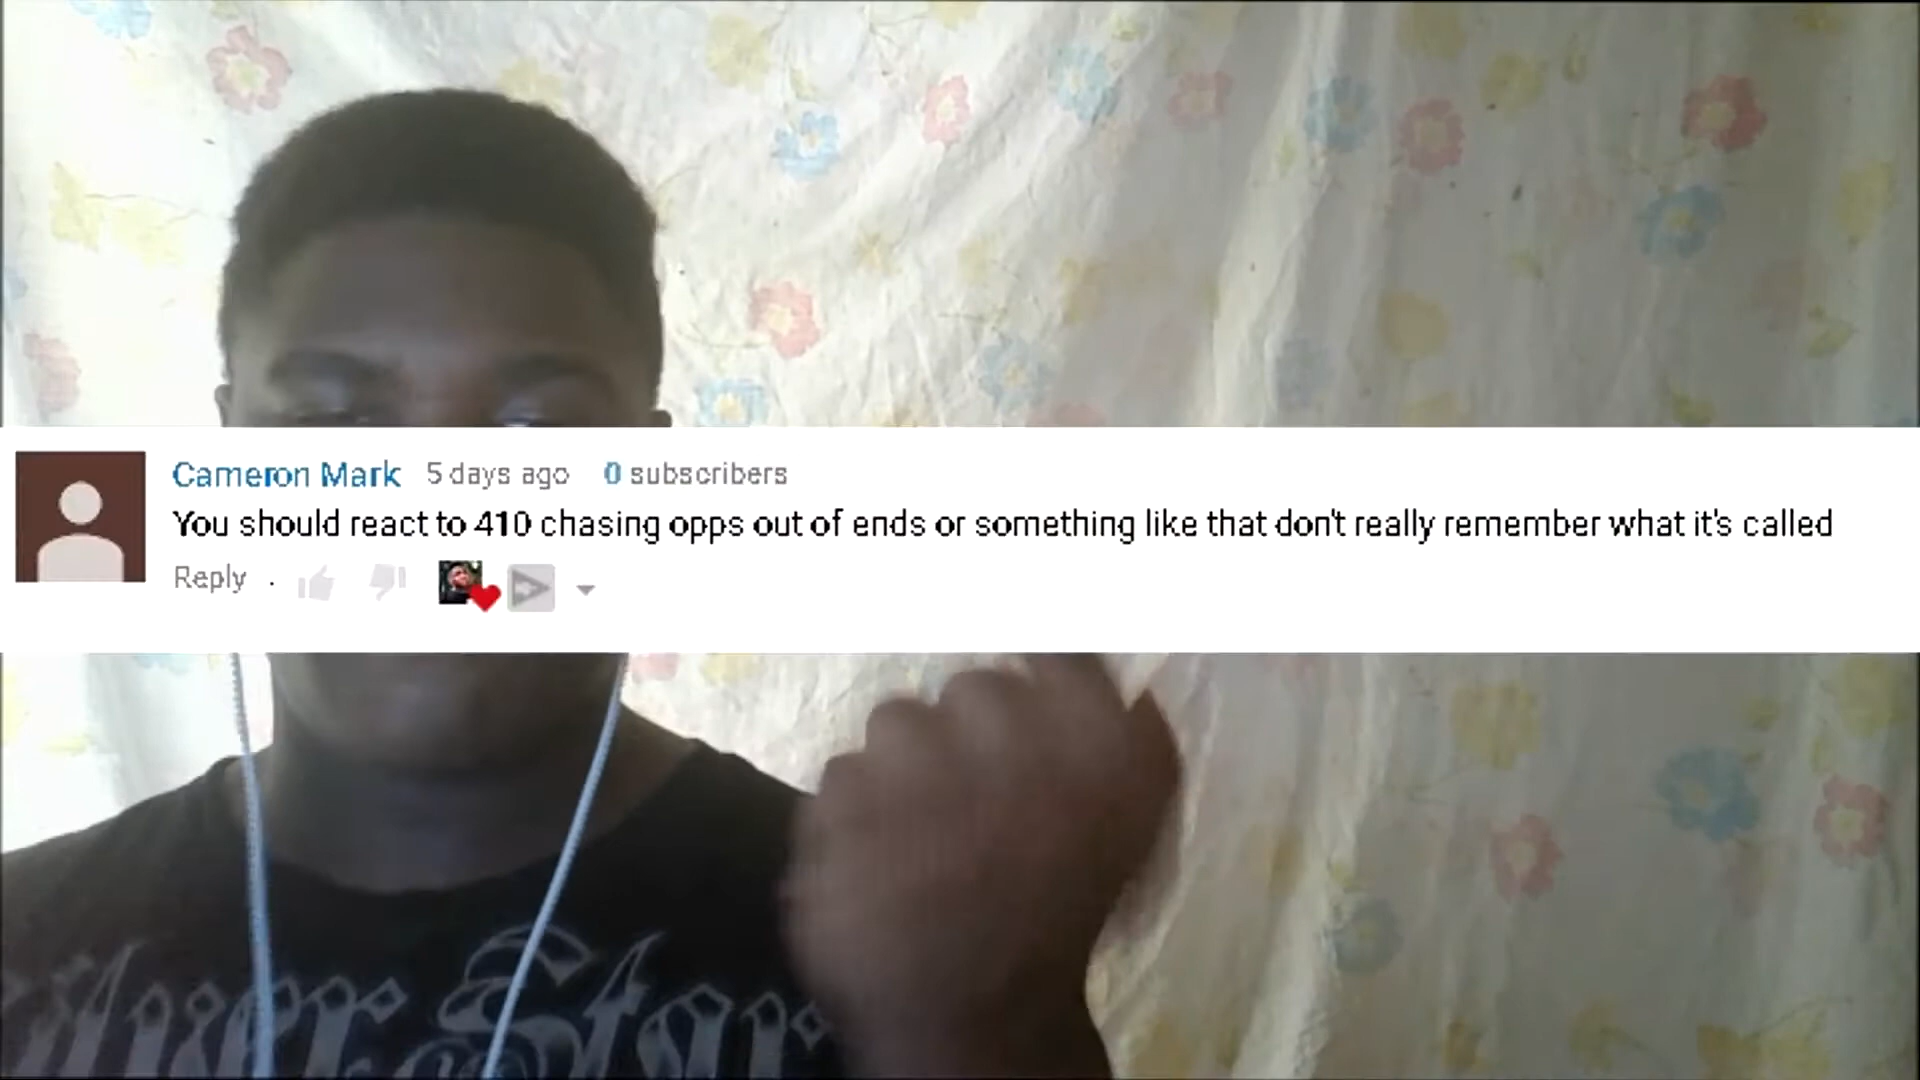 Cameron Mark 5 days ago 0 subscribers
You should react to 410 chasing opps out of ends or something like that don't really remember what it's called
Reply .